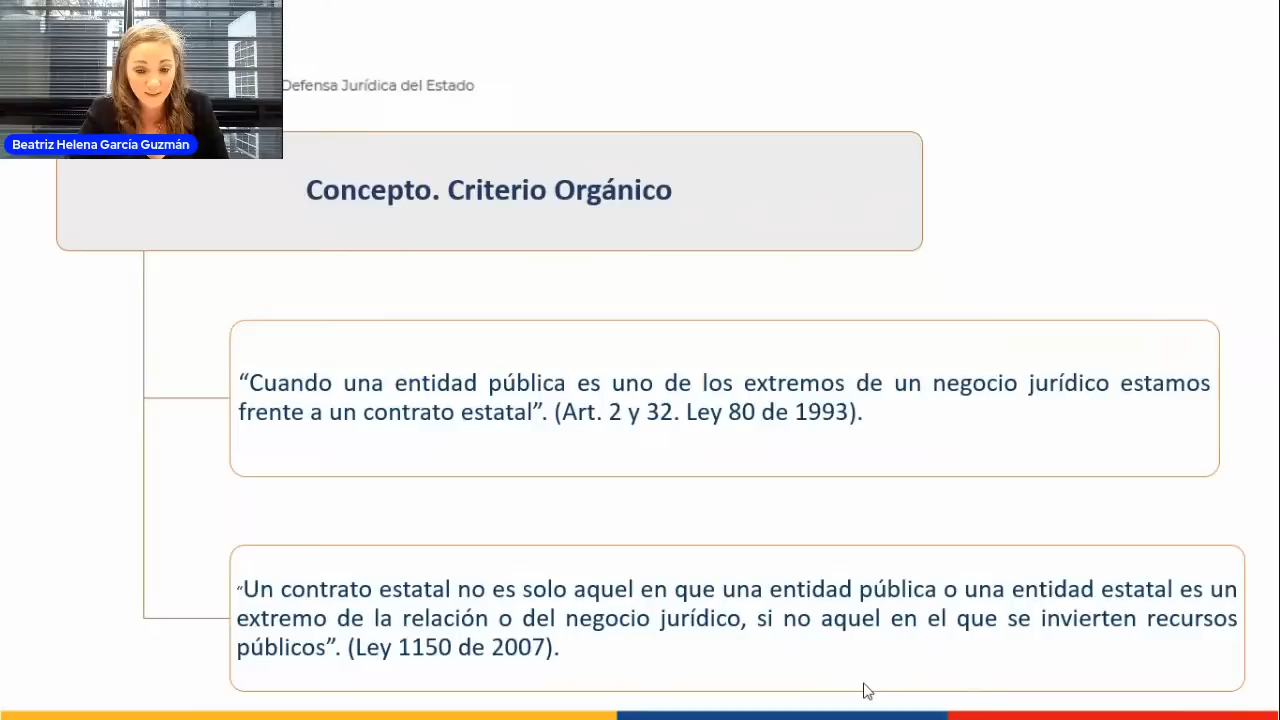 Defensa Jurídica del Estado
Beatriz Helena García Guzmán
Concepto. Criterio Orgánico
“Cuando una entidad pública es uno de los extremos de un negocio jurídico estamos
frente a un contrato estatal”. (Art. 2 y 32. Ley 80 de 1993).
“Un contrato estatal no es solo aquel en que una entidad pública o una entidad estatal es un
extremo de la relación o del negocio jurídico, si no aquel en el que se invierten recursos
públicos”. (Ley 1150 de 2007).